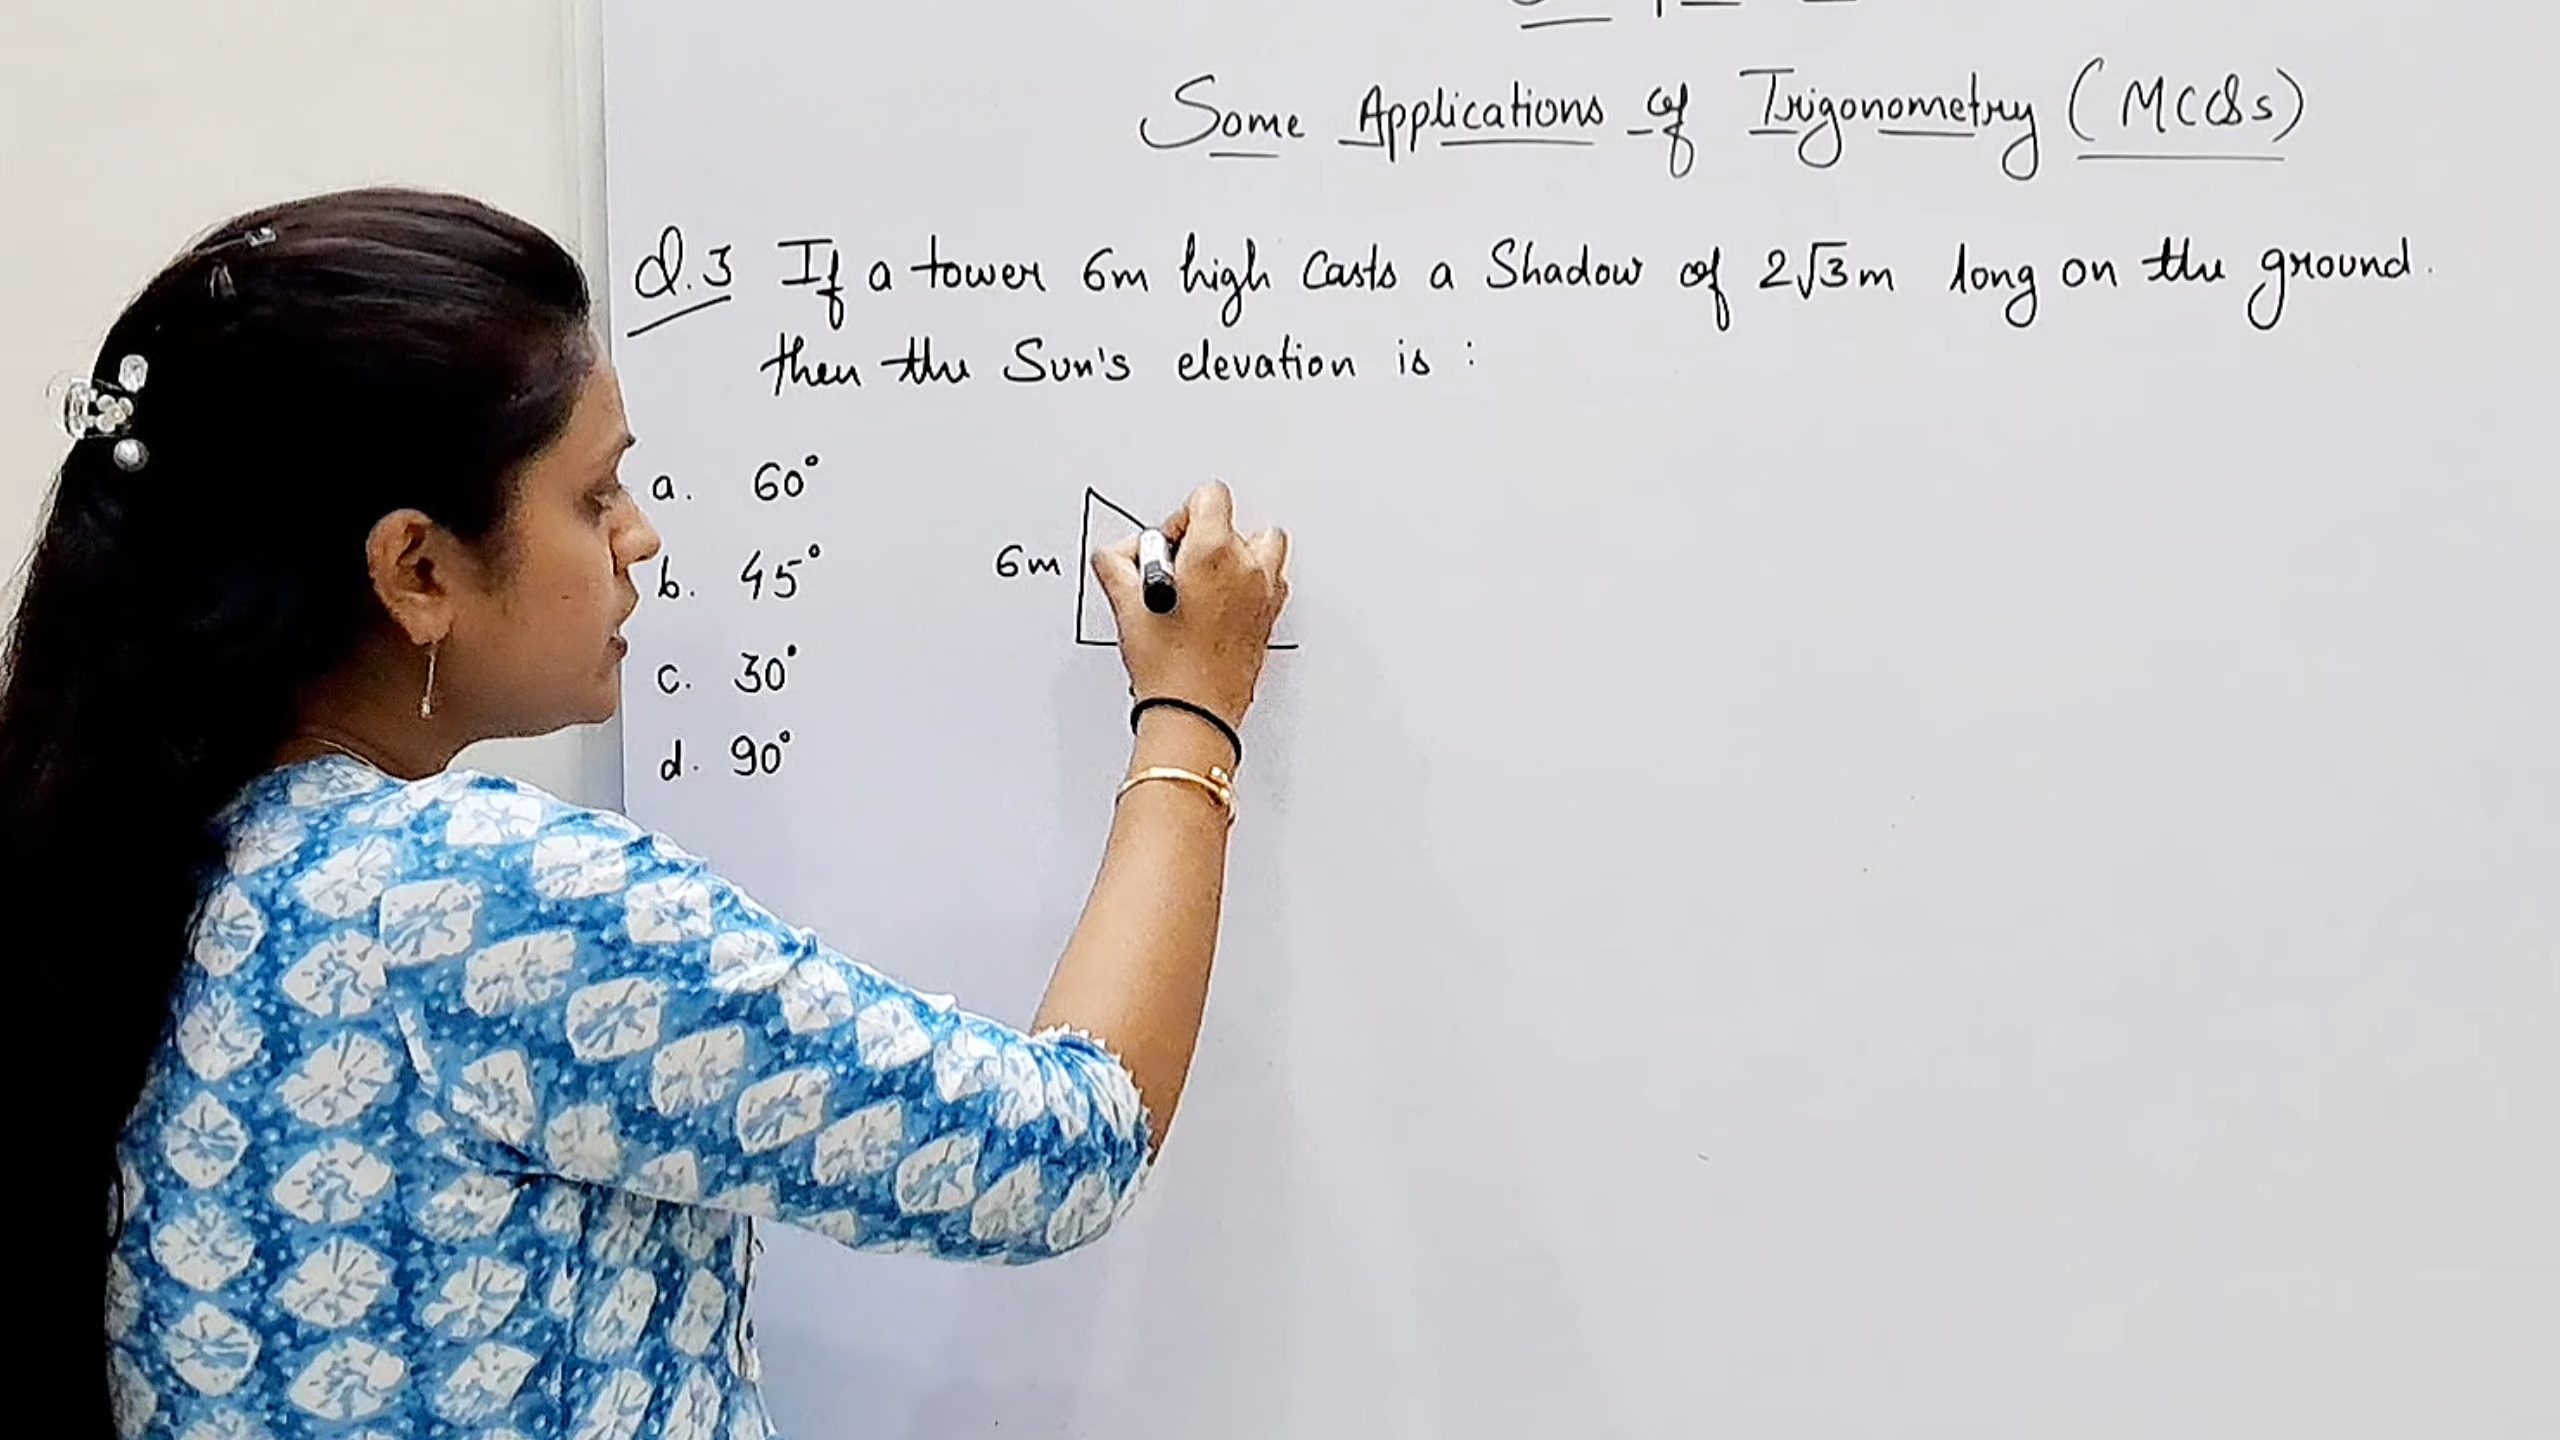 Some Applications of Trigonometry (MCQs)
Q.3 If a tower 6m high casts a Shadow of 2√3m long on the ground.
then the Sun's elevation is :
a. 60°
b. 45°
6m
c. 30°
d. 90°